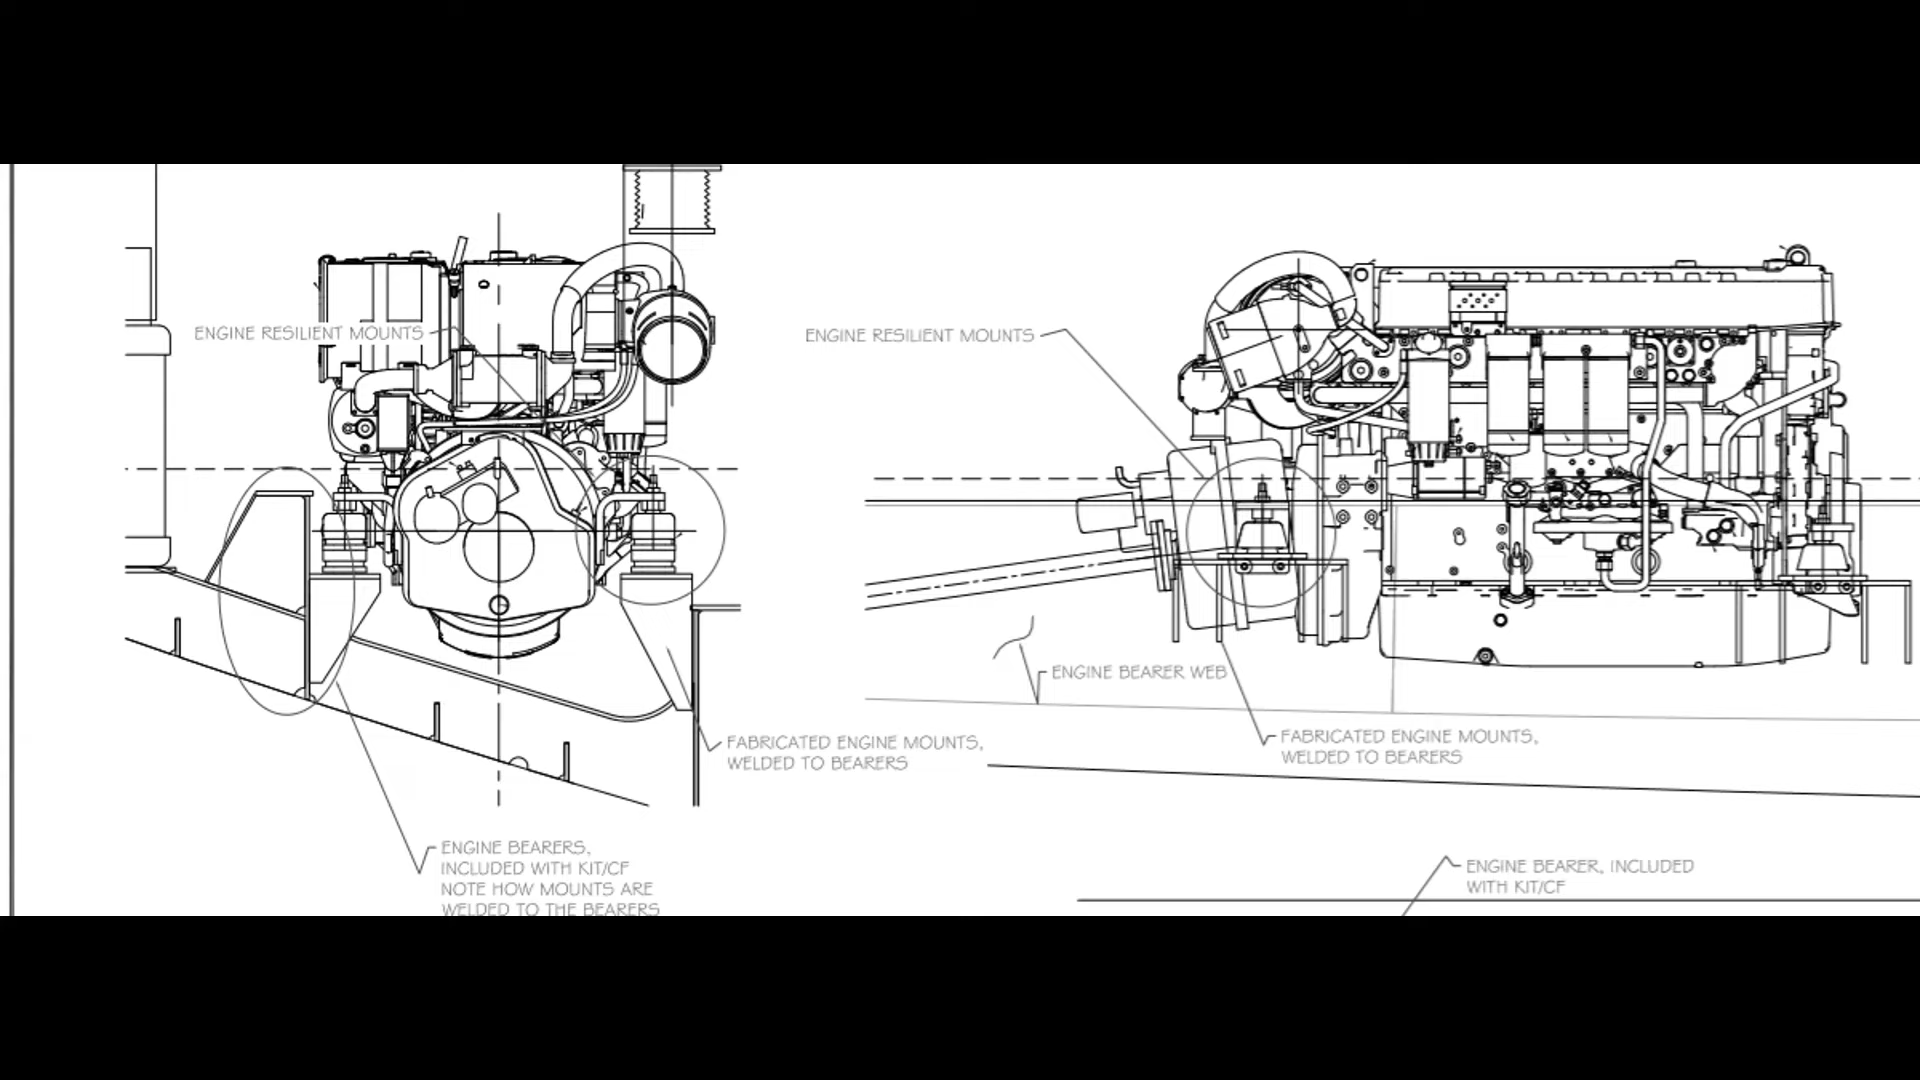 ENGINE RESILIENT MOUNTS
ENGINE RESILIENT MOUNTS
ENGINE BEARER WEB
FABRICATED ENGINE MOUNTS,
WELDED TO BEARERS
FABRICATED ENGINE MOUNTS,
WELDED TO BEARERS
ENGINE BEARERS,
INCLUDED WITH KIT/CF
NOTE HOW MOUNTS ARE
WELDED TO THE BEARERS
ENGINE BEARER, INCLUDED
WITH KIT/CF